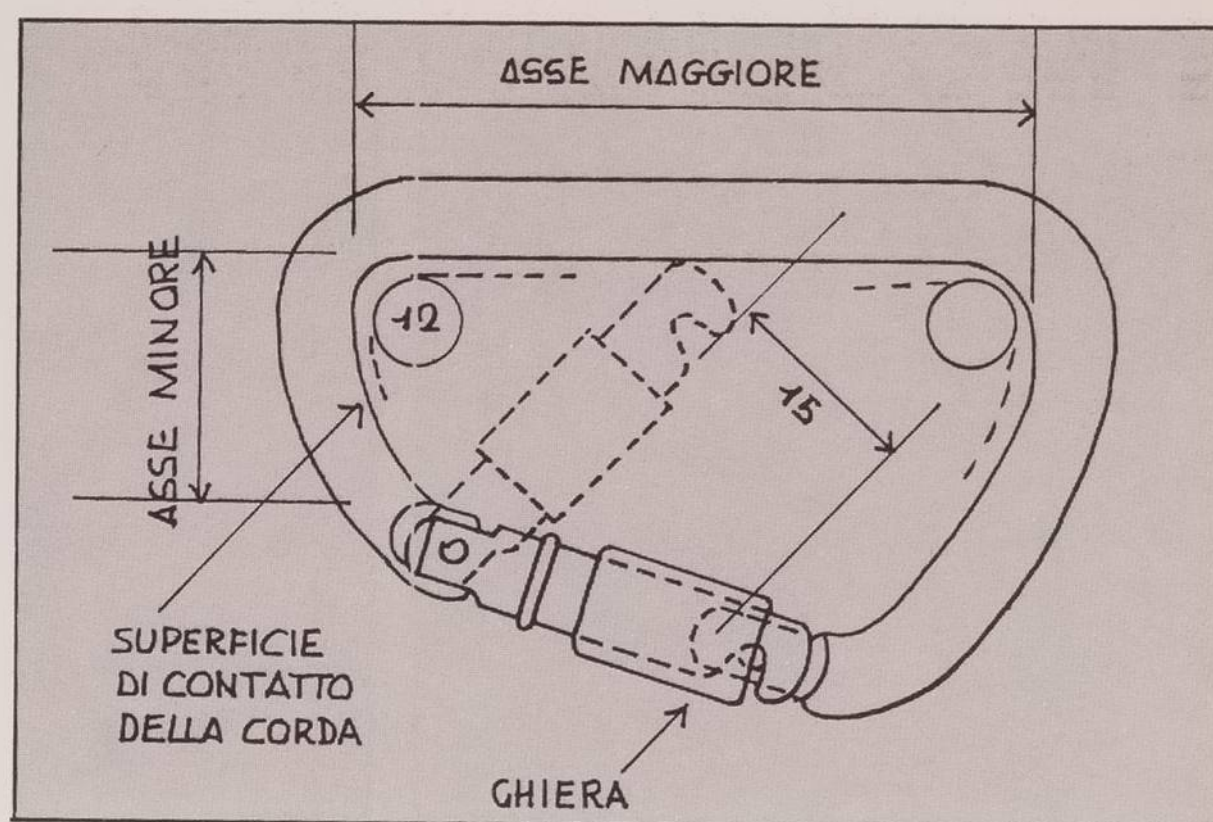 ASSE MAGGIORE
ASSE MINORE
12
15
SUPERFICIE
DI CONTATTO
DELLA CORDA
GHIERA